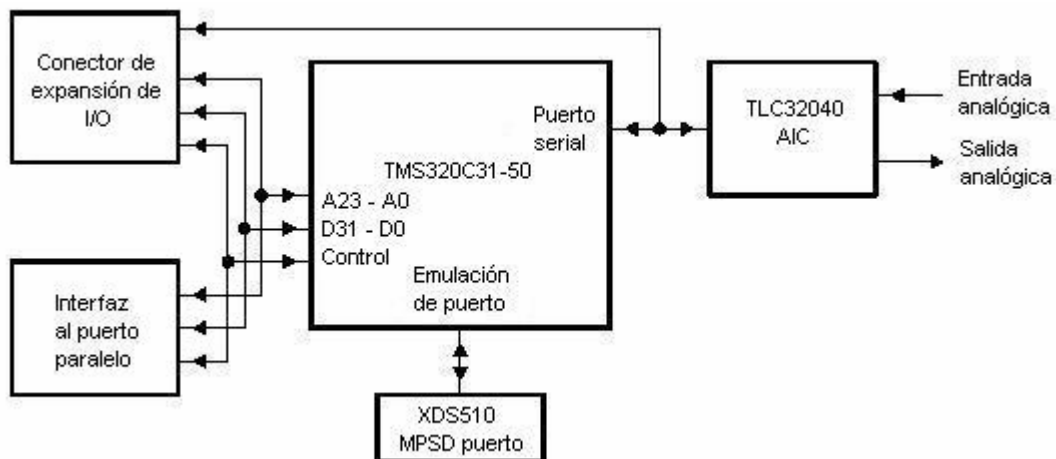 Conector de
expansión de
I/O
Interfaz
al puerto
paralelo
Puerto
serial
TMS320C31-50
A23 - A0
D31 - D0
Control
Emulación
de puerto
XDS510
MPSD puerto
TLC32040
AIC
Entrada
analógica
Salida
analógica